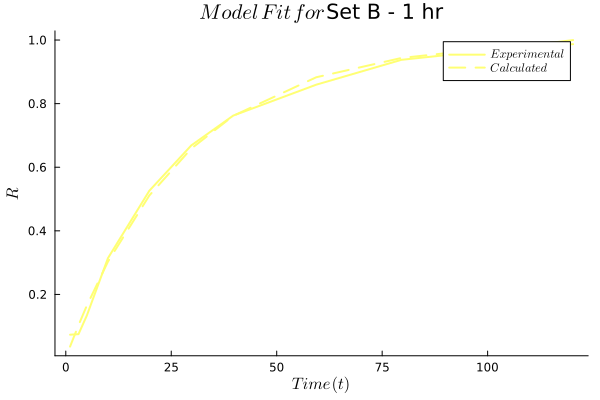 Model Fit for Set B - 1 hr
1.0
0.8
0.6
0.4
0.2
R
Experimental
Calculated
0 25 50 75 100
Time(t)